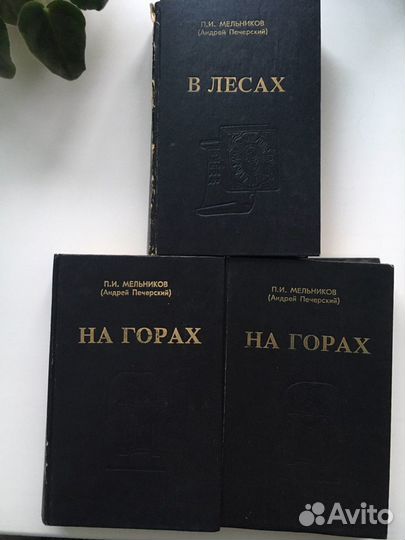 П.И. МЕЛЬНИКОВ
(Андрей Печерский)
В ЛЕСАХ
П.И. МЕЛЬНИКОВ
(Андрей Печерский)
НА ГОРАХ
П.И. МЕЛЬНИКОВ
(Андрей Печерский)
НА ГОРАХ
Avito